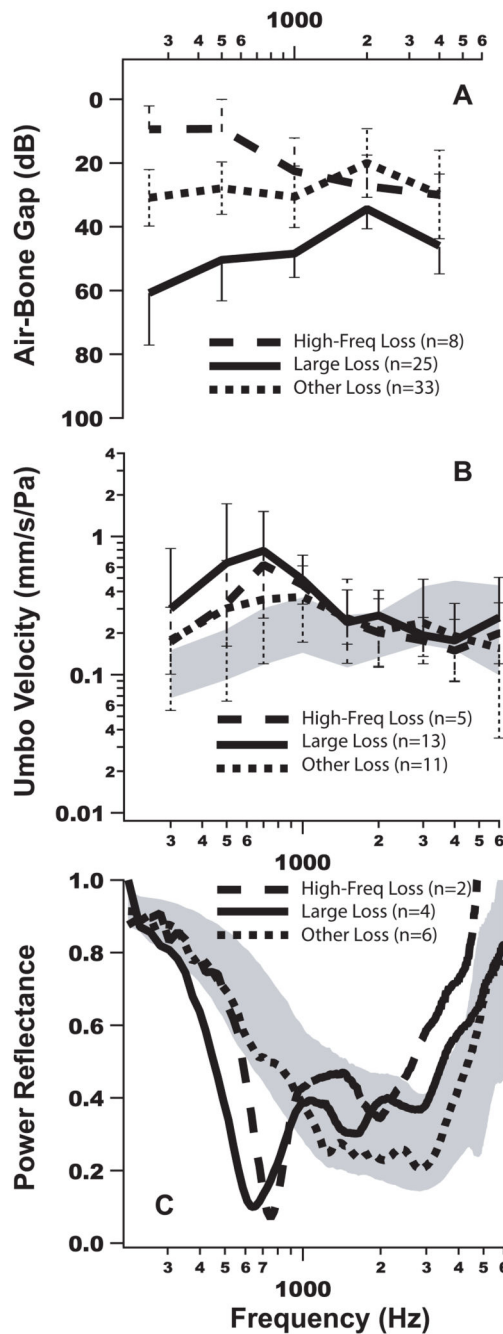 1000
3 5 6 2 3 4 5 6
A
Air-Bone Gap (dB)
0
20
40
60
80
100
High-Freq Loss (n=8)
Large Loss (n=25)
Other Loss (n=33)
B
Umbo Velocity (mm/s/Pa)
4
2
1
6
4
2
0.1
6
4
2
0.01
High-Freq Loss (n=5)
Large Loss (n=13)
Other Loss (n=11)
3 4 5 6 2 3 4 5 6
1000
Power Reflectance
1.0
0.8
0.6
0.4
0.2
0.0
High-Freq Loss (n=2)
Large Loss (n=4)
Other Loss (n=6)
C
3 4 5 6 7 2 3 4 5 6
1000
Frequency (Hz)